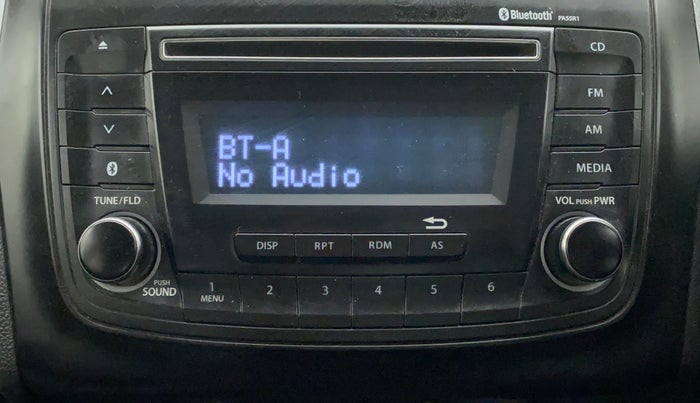 Bluetooth PA5SR1
CD
FM
AM
MEDIA
BT-A
No Audio
TUNE/FLD
VOL PUSH PWR
DISP RPT RDM AS
PUSH
SOUND
1 2 3 4 5 6
MENU